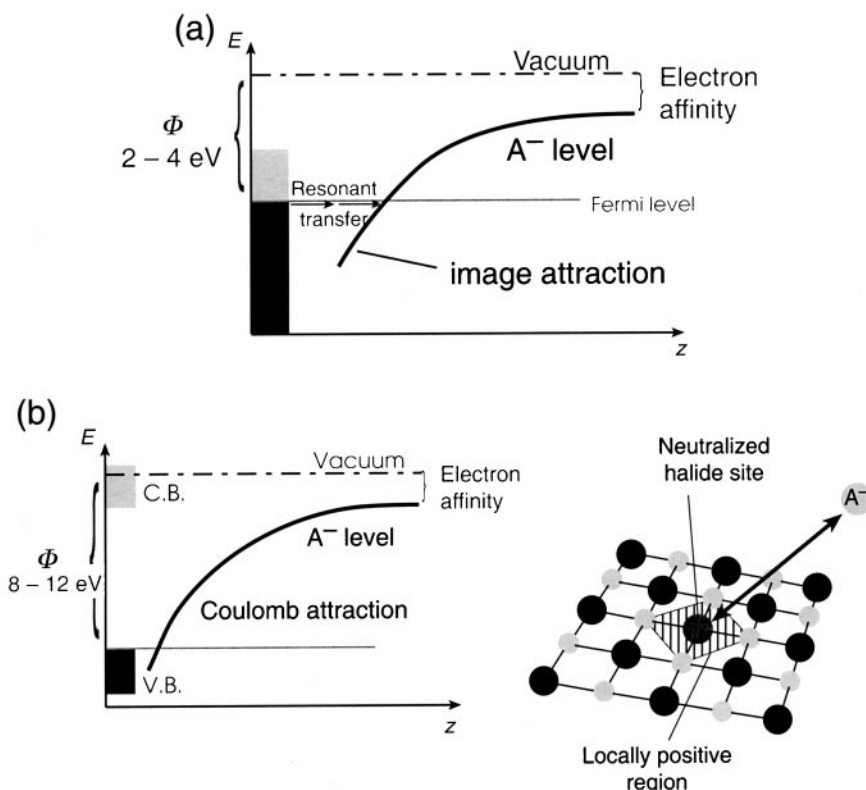 (a)
E
Vacuum
Electron
affinity
Φ
2 – 4 eV
A⁻ level
Resonant
transfer
Fermi level
image attraction
z
(b)
E
Vacuum
C.B.
Electron
affinity
Φ
8 – 12 eV
A⁻ level
Coulomb attraction
V.B.
z
Neutralized
halide site
A⁻
Locally positive
region